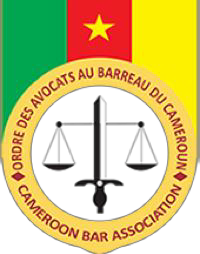 ORDRE DES AVOCATS AU BARREAU DU CAMEROUN
CAMEROON BAR ASSOCIATION